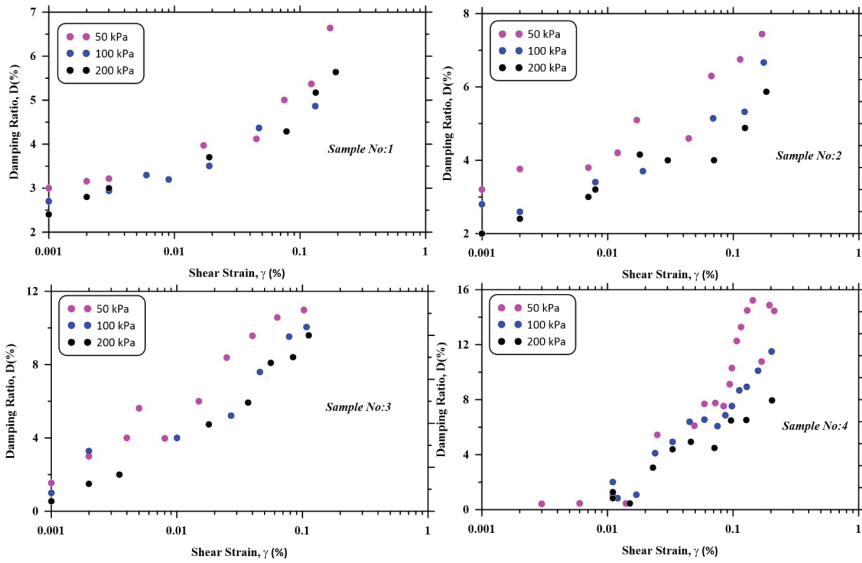 7
6
5
4
3
2
Damping Ratio, D(%)
50 kPa
100 kPa
200 kPa
Sample No:1
0.001 0.01 0.1 1
Shear Strain, γ (%)
8
6
4
2
Damping Ratio, D(%)
50 kPa
100 kPa
200 kPa
Sample No:2
0.001 0.01 0.1 1
Shear Strain, γ (%)
12
8
4
0
Damping Ratio, D(%)
50 kPa
100 kPa
200 kPa
Sample No:3
0.001 0.01 0.1 1
Shear Strain, γ (%)
16
12
8
4
0
Damping Ratio, D(%)
50 kPa
100 kPa
200 kPa
Sample No:4
0.001 0.01 0.1 1
Shear Strain, γ (%)